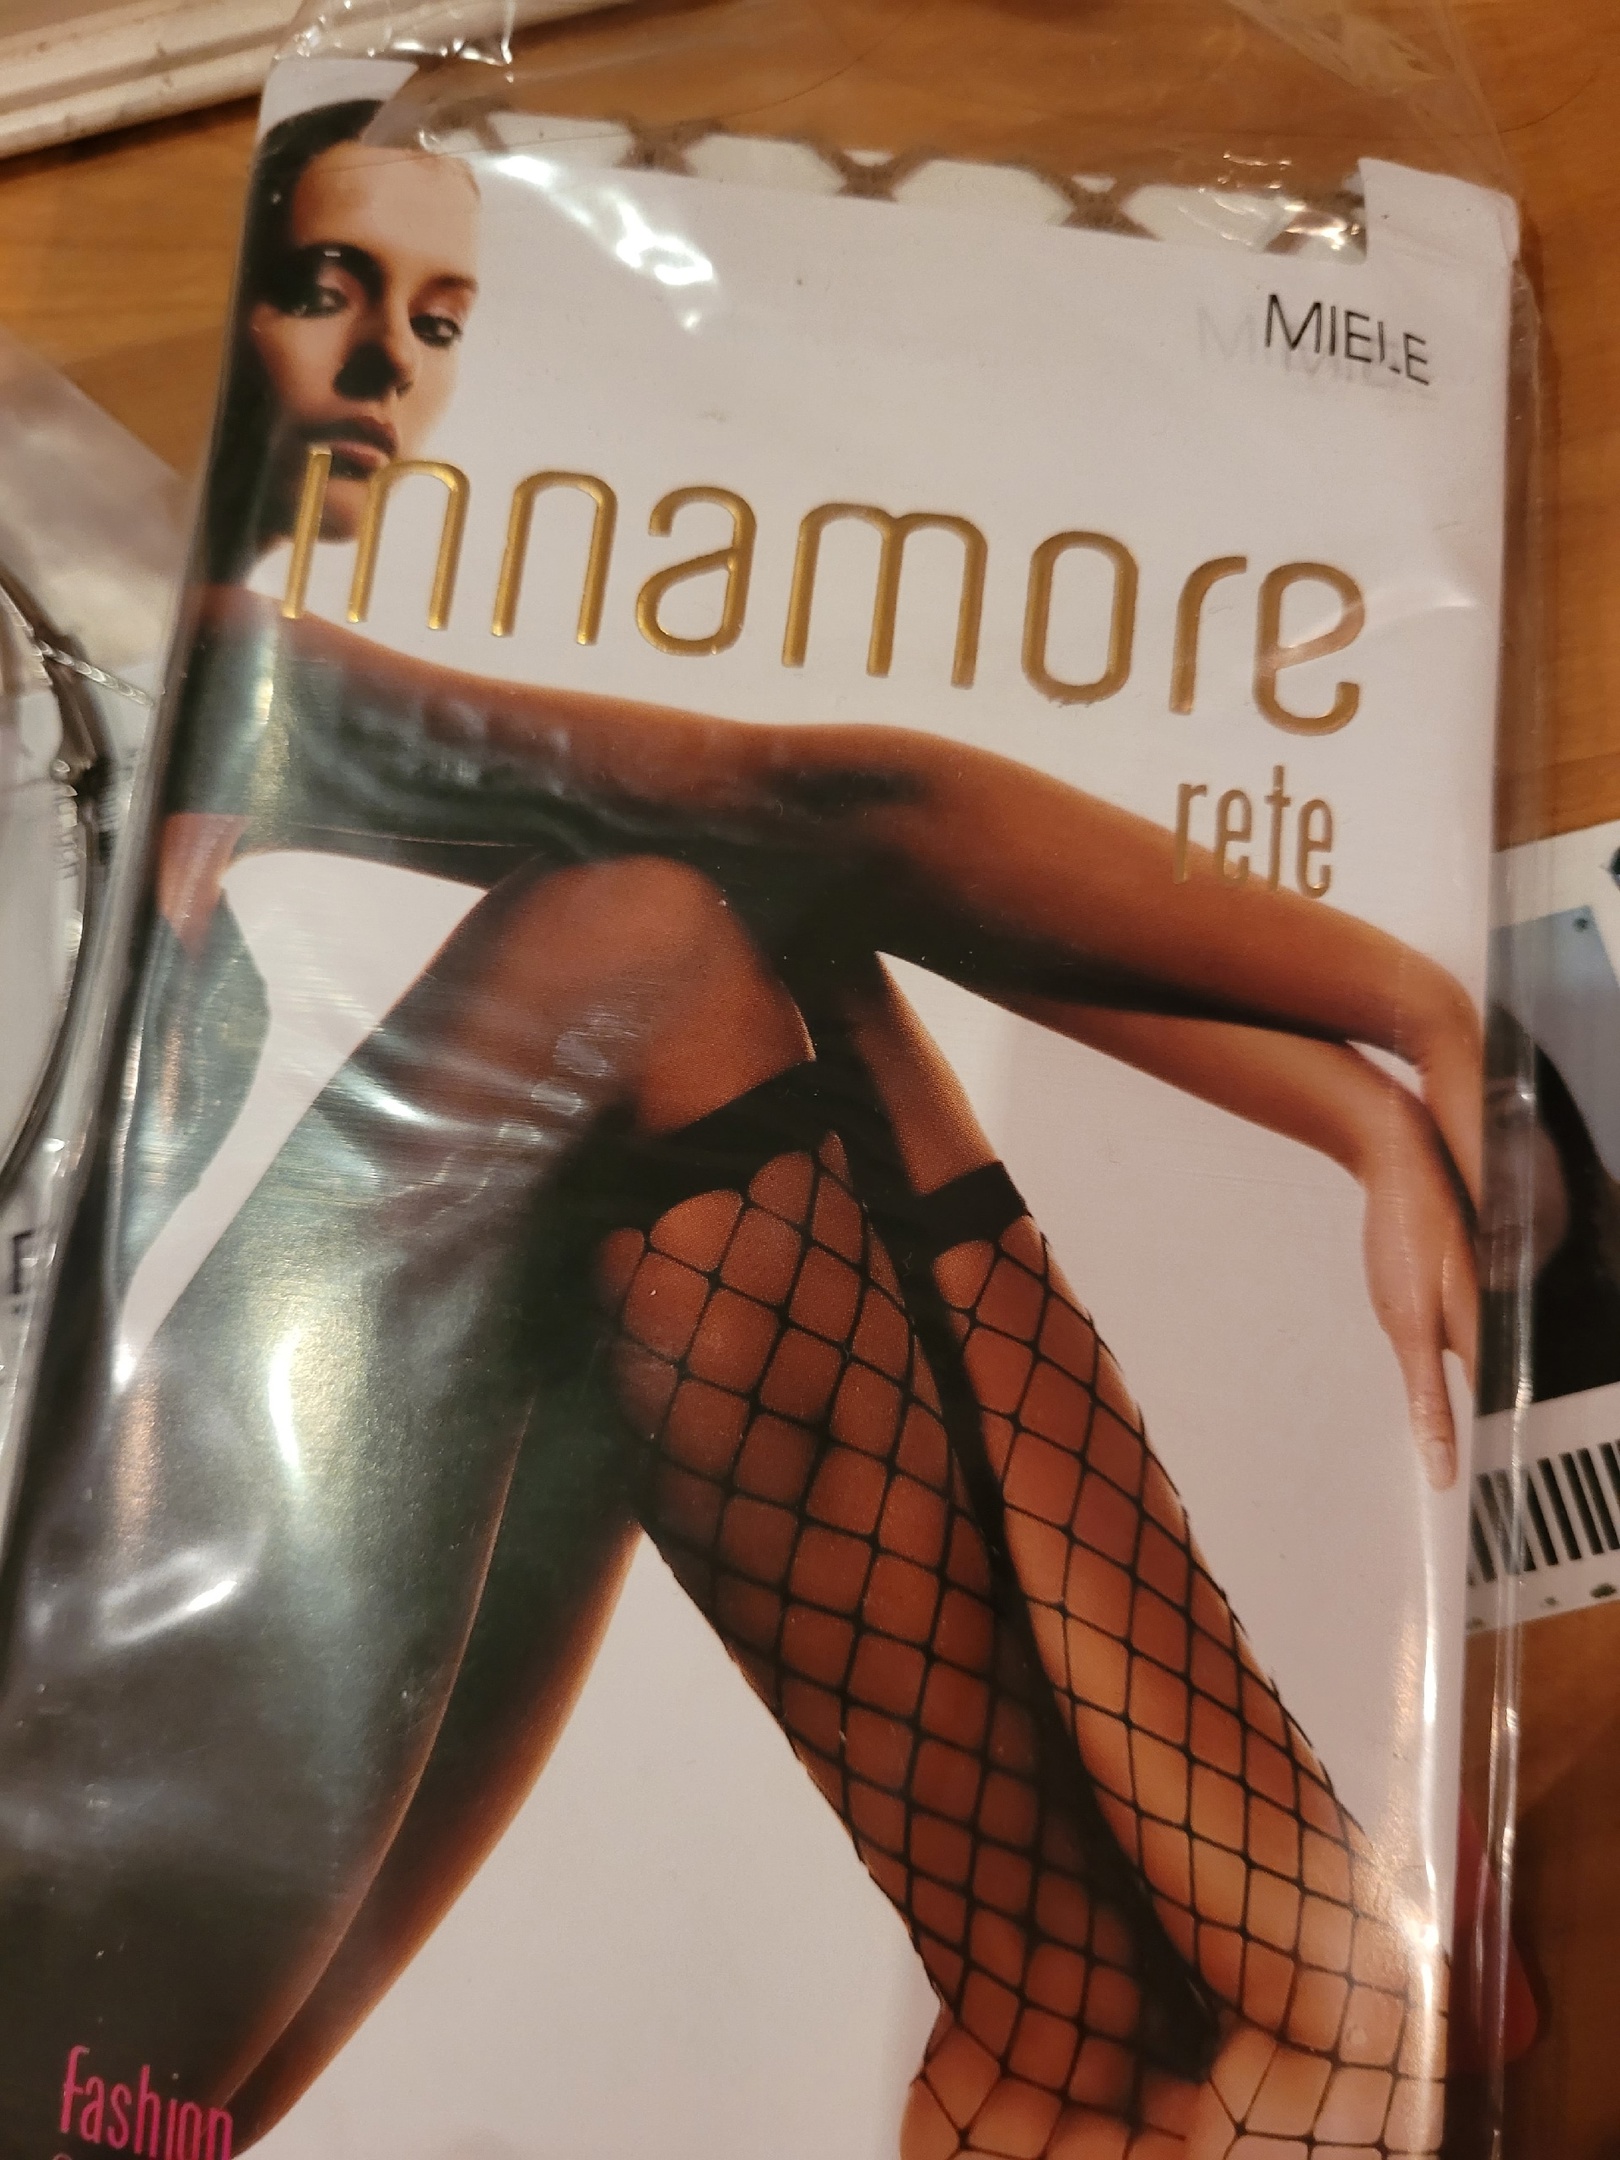 MIELE
innamore
rete
fashion